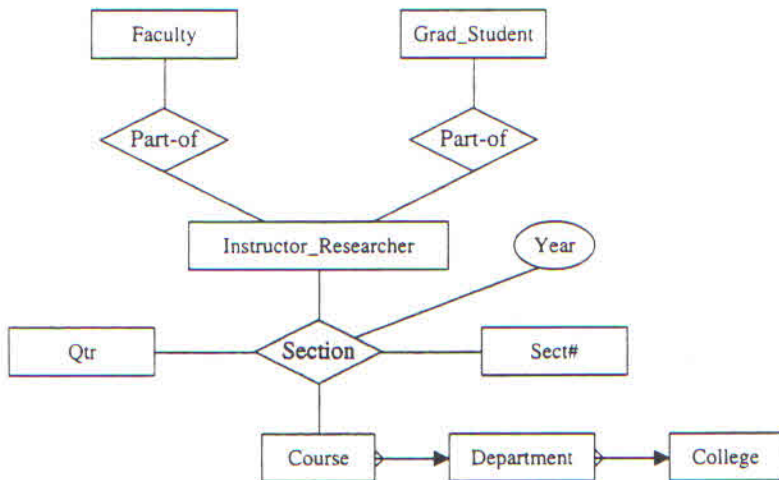 Faculty
Grad_Student
Part-of
Part-of
Instructor_Researcher
Year
Qtr
Section
Sect#
Course
Department
College